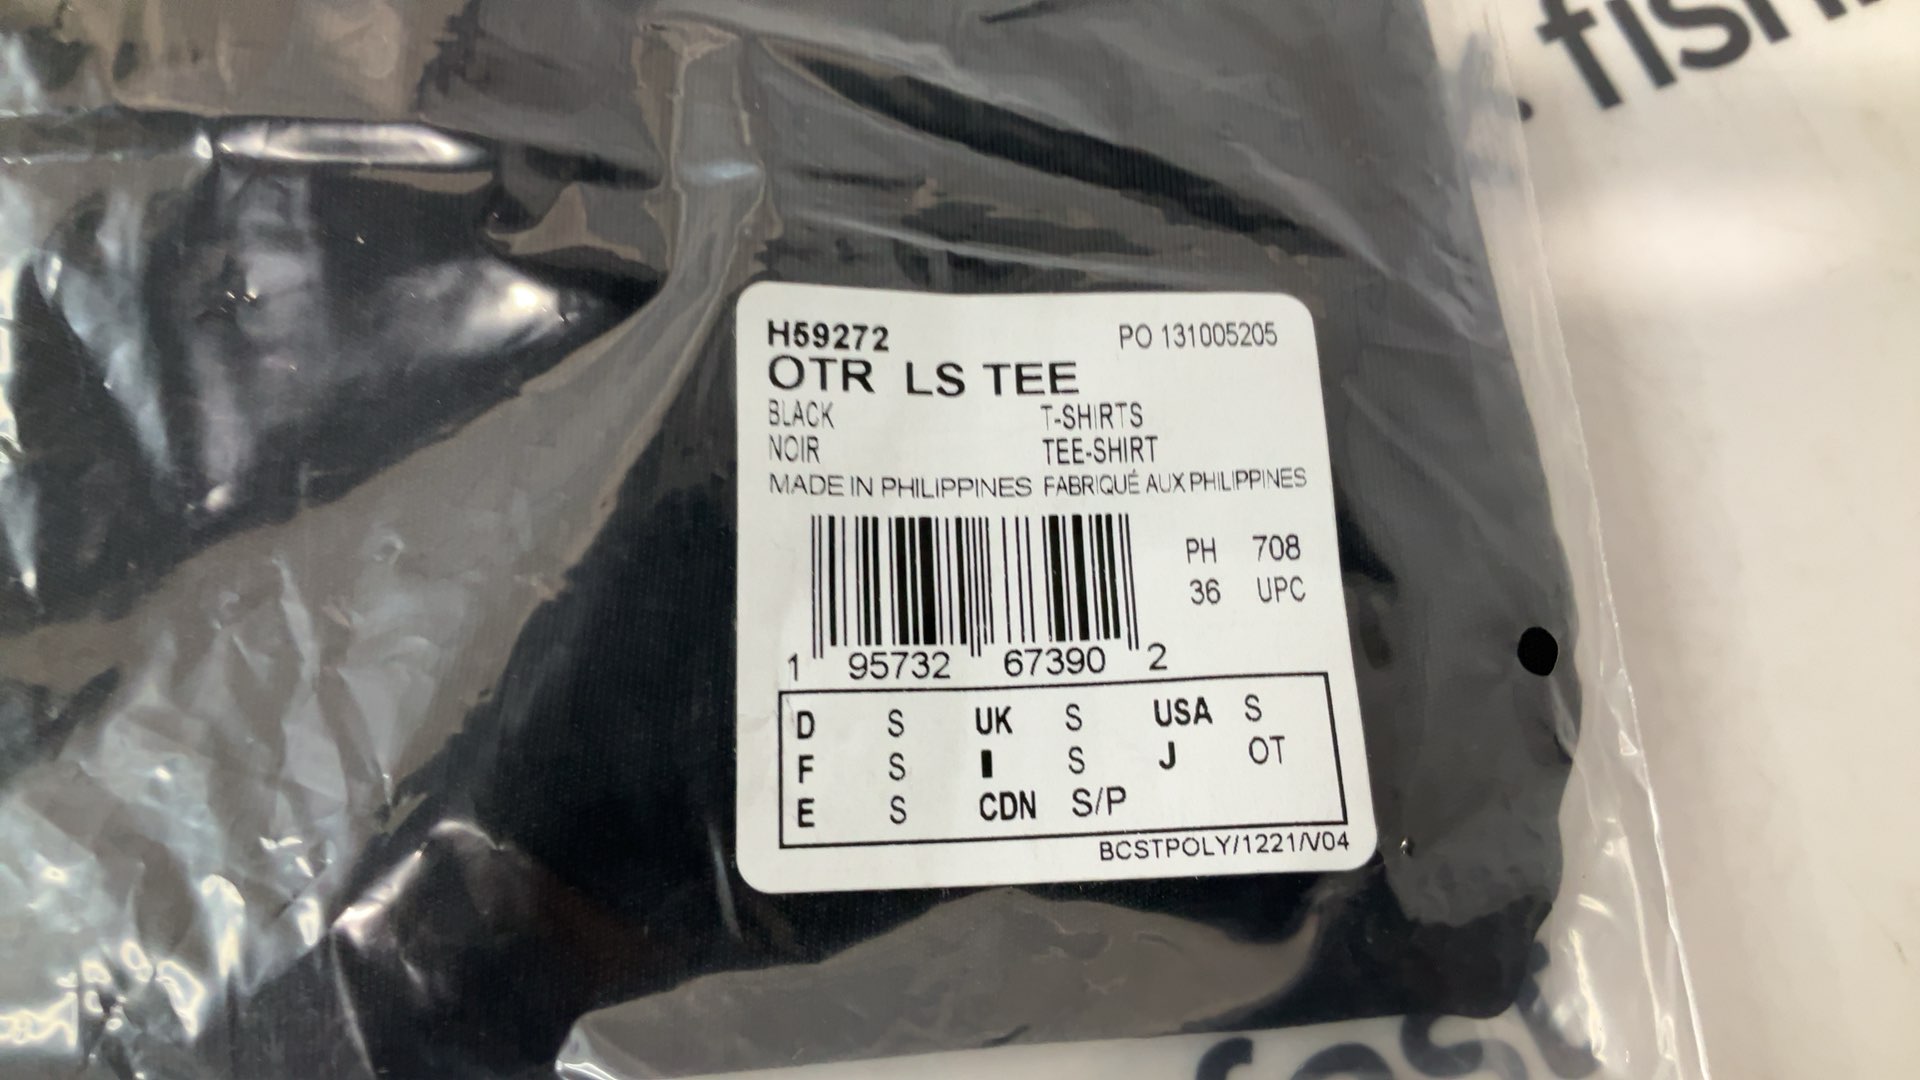 H59272 PO 131005205
OTR LS TEE
BLACK T-SHIRTS
NOIR TEE-SHIRT
MADE IN PHILIPPINES FABRIQUÉ AUX PHILIPPINES
PH 708
36 UPC
1 95732 67390 2
D S UK S USA S
F S I S J OT
E S CDN S/P
BCSTPOLY/1221/V04